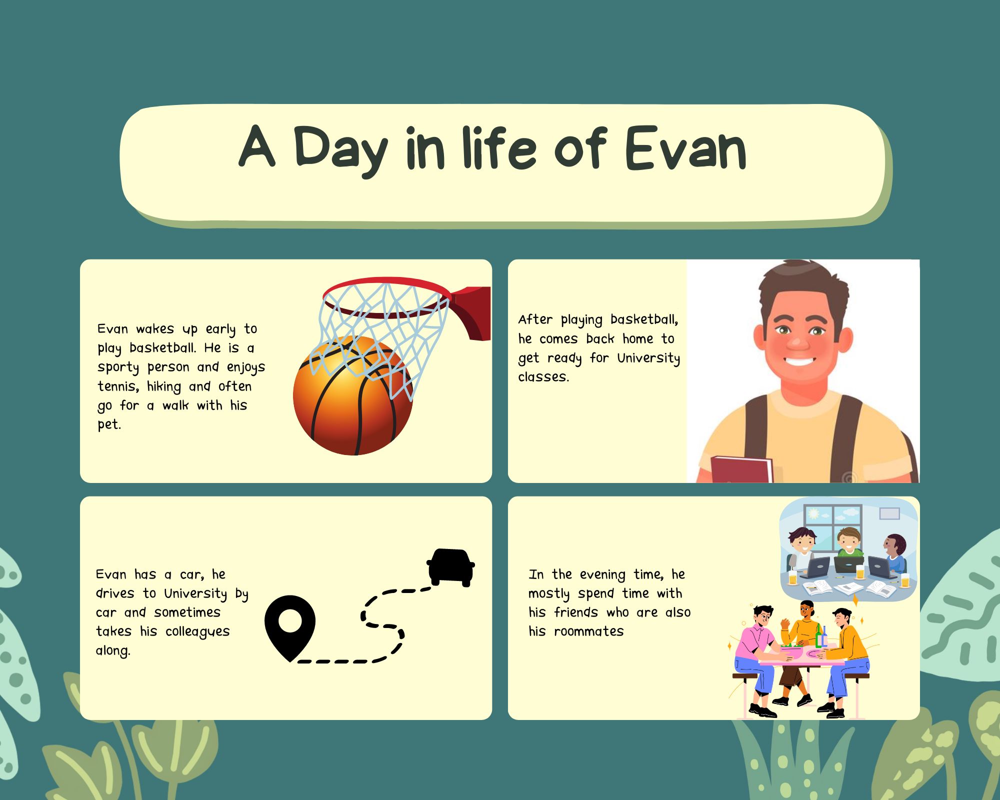 A Day in life of Evan
Evan wakes up early to
play basketball. He is a
sporty person and enjoys
tennis, hiking and often
go for a walk with his
pet.
After playing basketball,
he comes back home to
get ready for University
classes.
Evan has a car, he
drives to University by
car and sometimes
takes his colleagues
along.
In the evening time, he
mostly spend time with
his friends who are also
his roommates